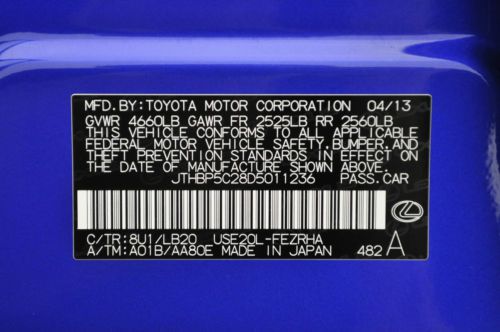 MFD.BY:TOYOTA MOTOR CORPORATION 04/13
GVWR 4660LB GAWR FR 2525LB RR 2560LB
THIS VEHICLE CONFORMS TO ALL APPLICABLE
FEDERAL MOTOR VEHICLE SAFETY, BUMPER, AND
THEFT PREVENTION STANDARDS IN EFFECT ON
THE DATE OF MANUFACTURE SHOWN ABOVE.
JTHBP5C28D5011236 PASS.CAR
C/TR:8U1/LB20 USE20L-FEZRHA
A/TM:A01B/AA80E MADE IN JAPAN 482 A